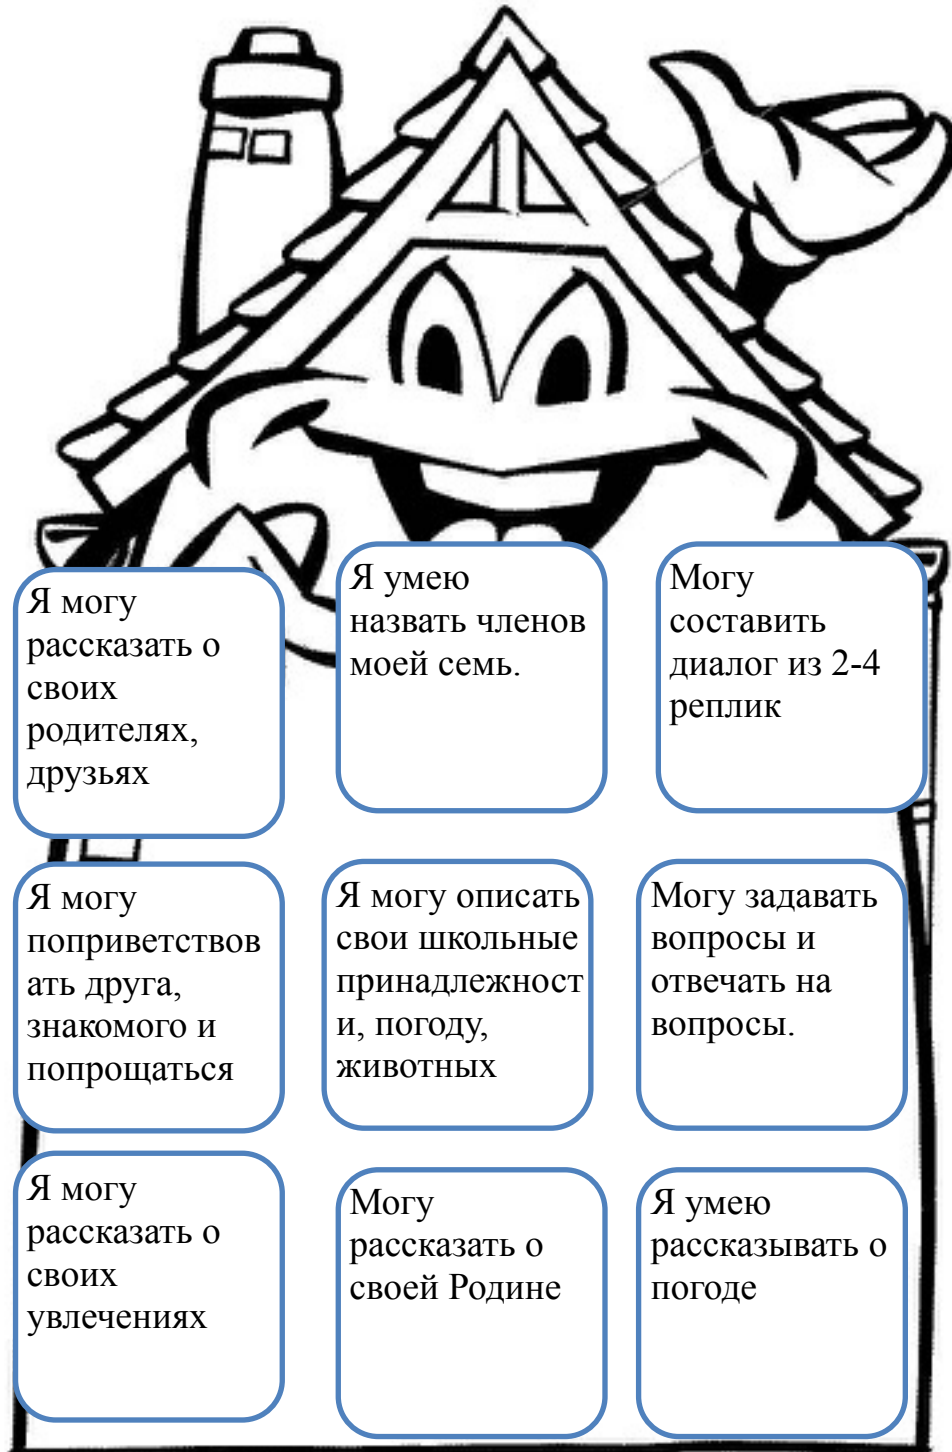 Я могу
рассказать о
своих
родителях,
друзьях
Я умею
назвать членов
моей семь.
Могу
составить
диалог из 2-4
реплик
Я могу
поприветствов
ать друга,
знакомого и
попрощаться
Я могу описать
свои школьные
принадлежност
и, погоду,
животных
Могу задавать
вопросы и
отвечать на
вопросы.
Я могу
рассказать о
своих
увлечениях
Могу
рассказать о
своей Родине
Я умею
рассказывать о
погоде